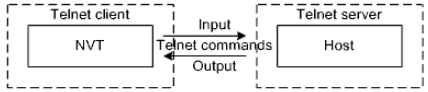 Telnet client
Telnet server
Input
NVT
Telnet commands
Host
Output